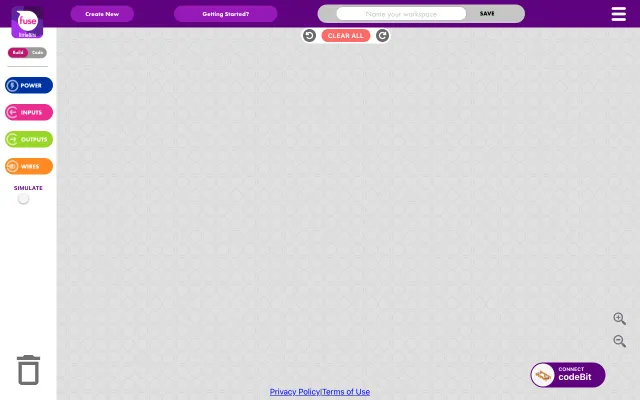 Create New
Getting Started?
Name your workspace
SAVE
fuse
littleBits
CLEAR ALL
Build
Code
POWER
INPUTS
OUTPUTS
WIRES
SIMULATE
CONNECT
codeBit
Privacy Policy|Terms of Use